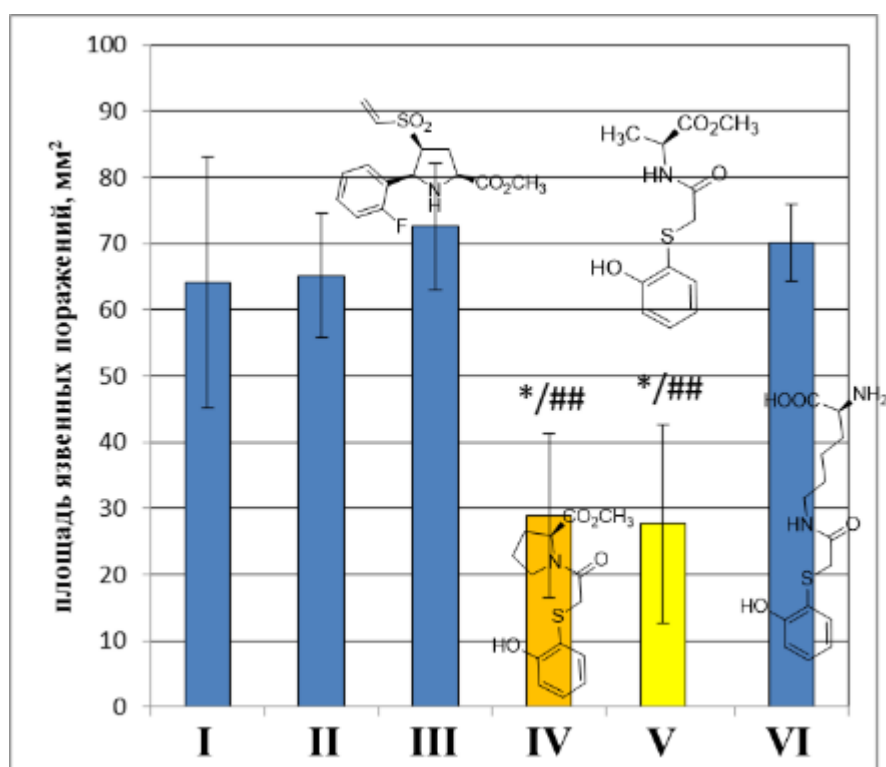 площадь язвенных поражений, мм²
100
90
80
70
60
50
40
30
20
10
0
SO₂
N
H
CO₂CH₃
F
H₃C
CO₂CH₃
HN
O
S
HO
*/##
*/##
CO₂CH₃
N
O
S
HO
HOOC
NH₂
HN
O
S
HO
I II III IV V VI